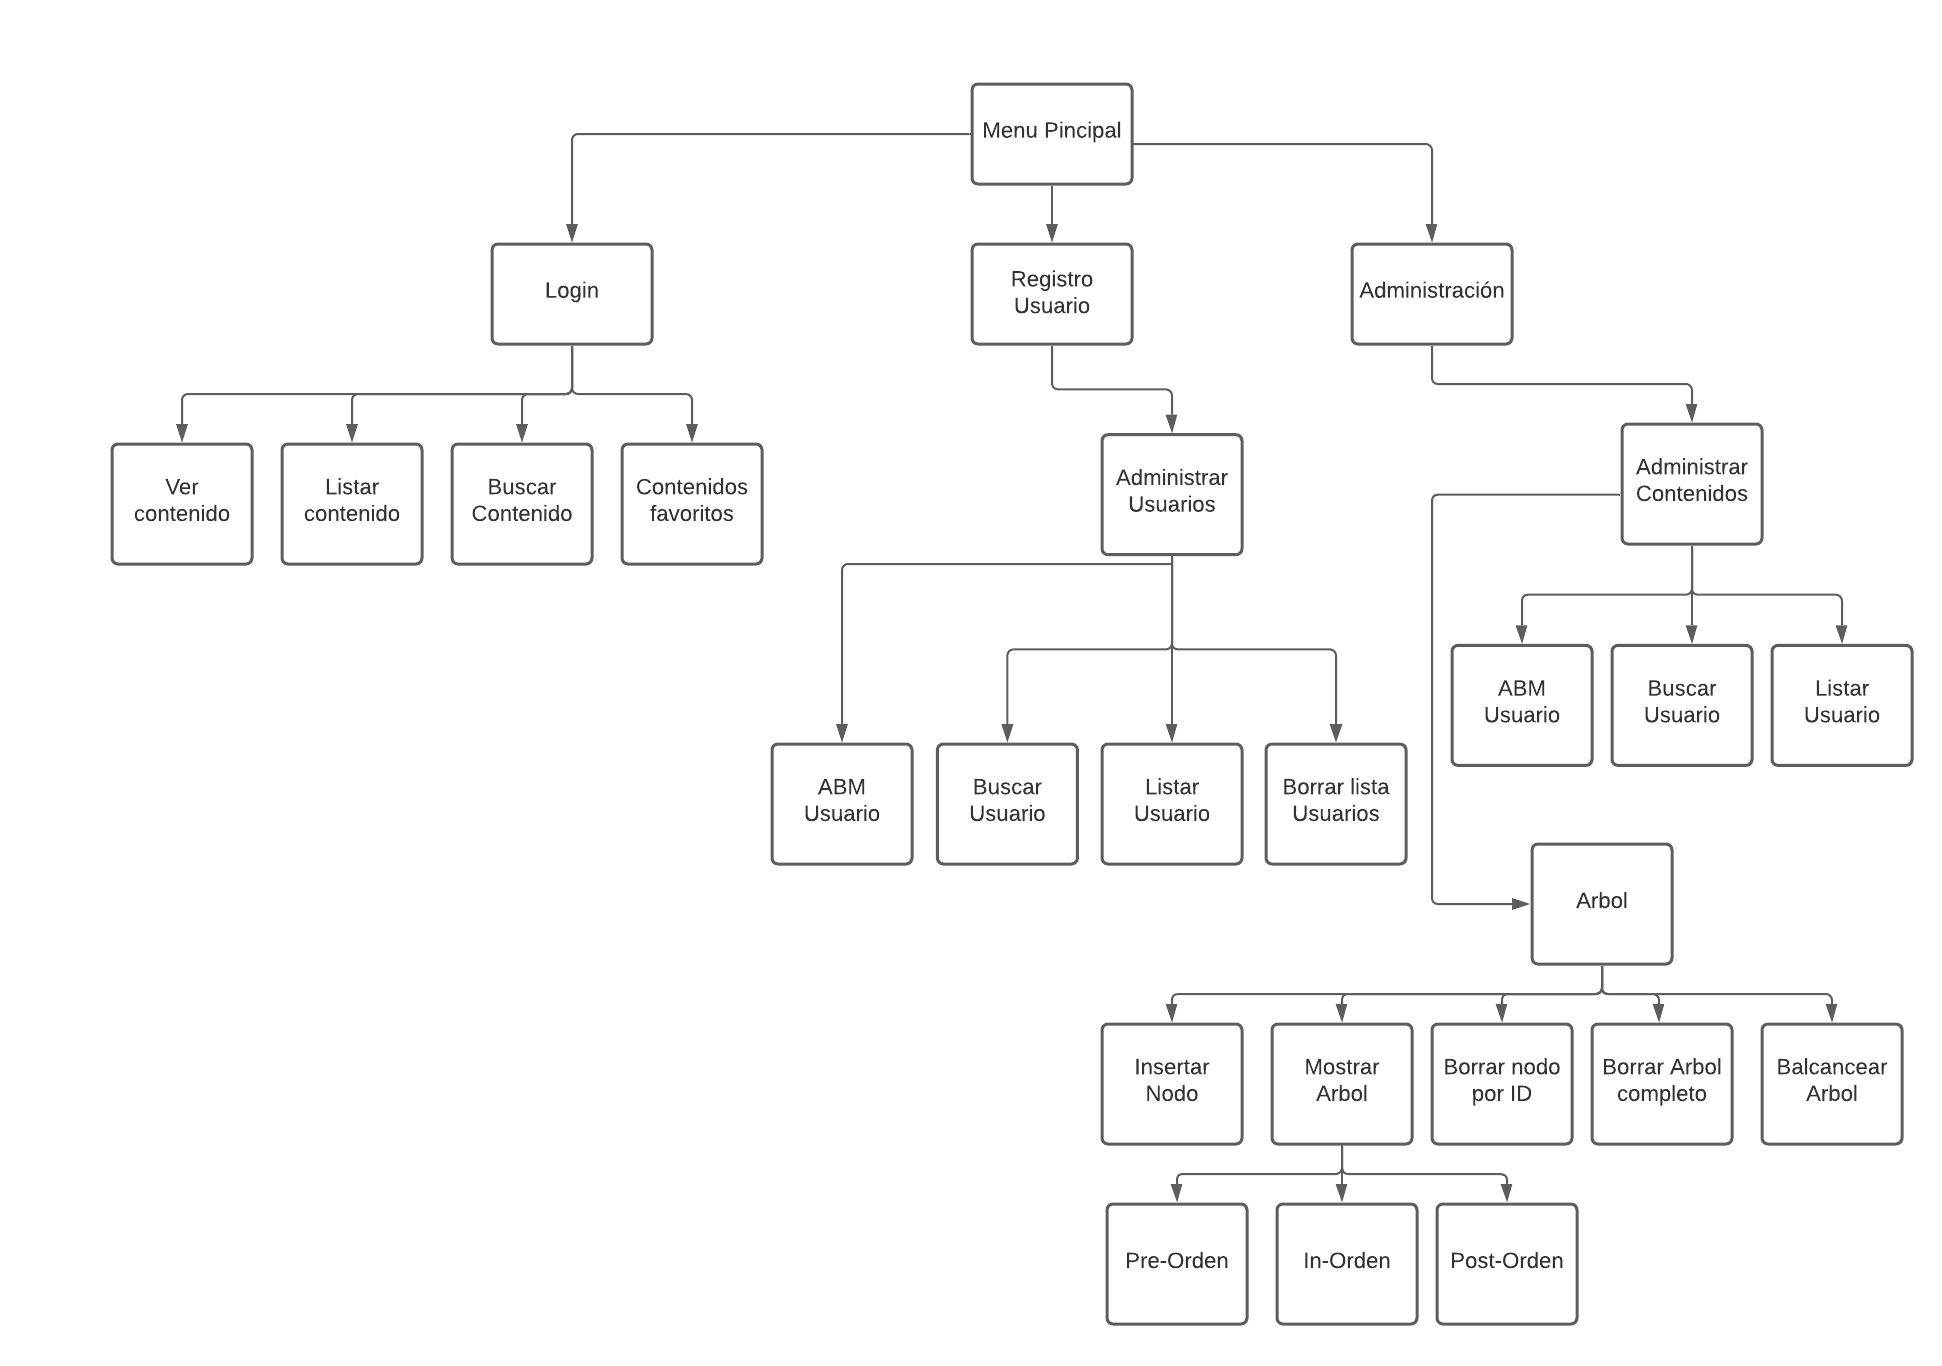 Menu Pincipal
Login
Registro
Usuario
Administración
Ver
contenido
Listar
contenido
Buscar
Contenido
Contenidos
favoritos
Administrar
Usuarios
Administrar
Contenidos
ABM
Usuario
Buscar
Usuario
Listar
Usuario
ABM
Usuario
Buscar
Usuario
Listar
Usuario
Borrar lista
Usuarios
Arbol
Insertar
Nodo
Mostrar
Arbol
Borrar nodo
por ID
Borrar Arbol
completo
Balcancear
Arbol
Pre-Orden
In-Orden
Post-Orden